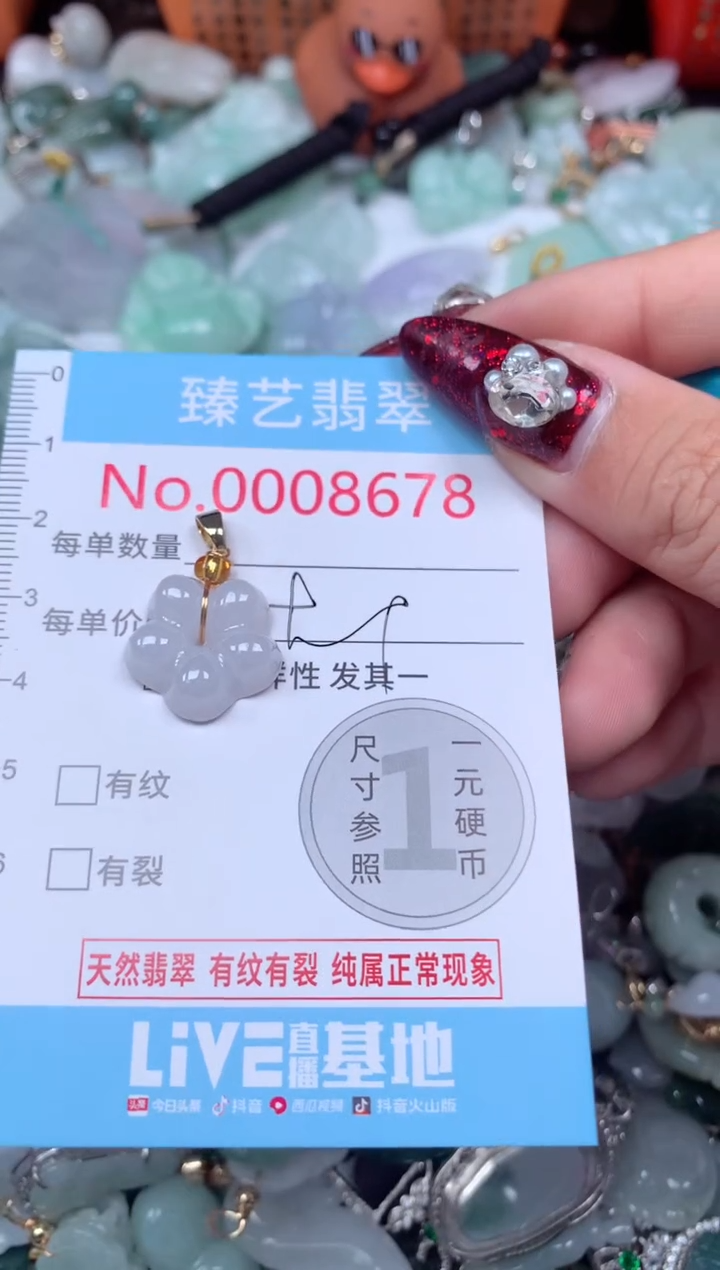 臻艺翡翠
No.0008678
每单数量
每单价
样性 发其一
0
1
2
3
4
5
6
有纹
有裂
尺寸参照
1
一元硬币
天然翡翠 有纹有裂 纯属正常现象
LIVE直播基地
头条 今日头条 抖音 西瓜视频 抖音火山版